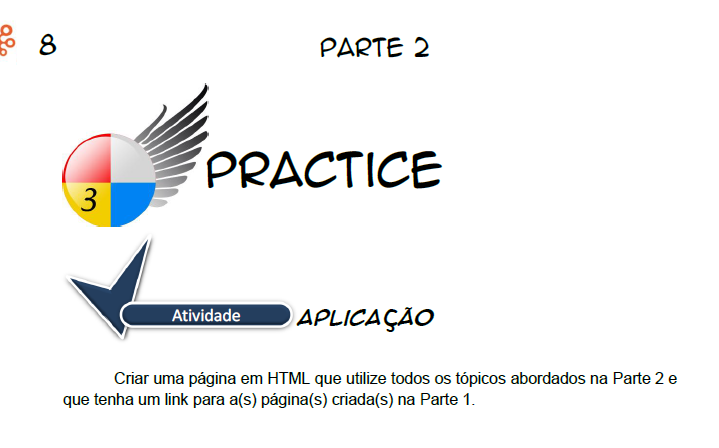 8
PARTE 2
PRACTICE
3
Atividade
APLICAÇÃO
Criar uma página em HTML que utilize todos os tópicos abordados na Parte 2 e
que tenha um link para a(s) página(s) criada(s) na Parte 1.